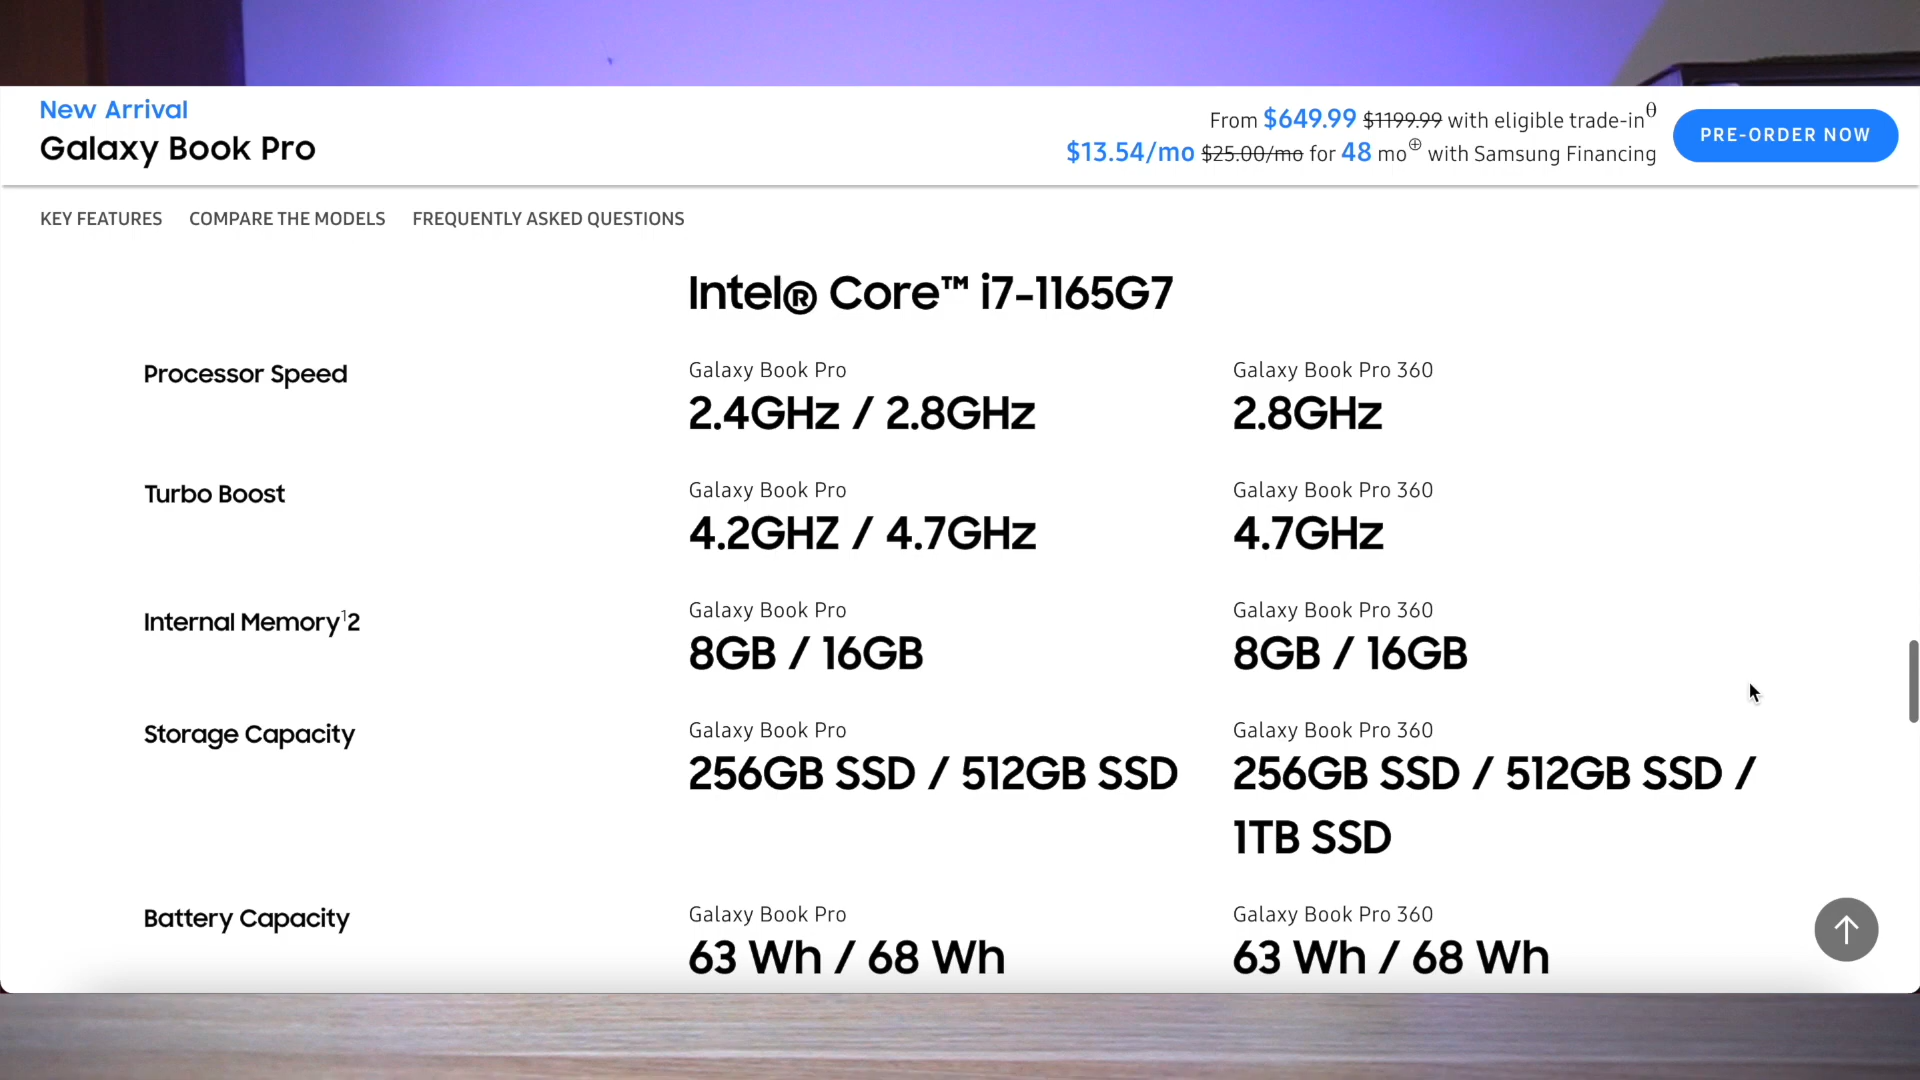 New Arrival
Galaxy Book Pro
From $649.99 $1199.99 with eligible trade-in⁰
$13.54/mo $25.00/mo for 48 mo⊕ with Samsung Financing
PRE-ORDER NOW
KEY FEATURES COMPARE THE MODELS FREQUENTLY ASKED QUESTIONS
Intel® Core™ i7-1165G7
Processor Speed
Galaxy Book Pro
2.4GHz / 2.8GHz
Galaxy Book Pro 360
2.8GHz
Turbo Boost
Galaxy Book Pro
4.2GHZ / 4.7GHz
Galaxy Book Pro 360
4.7GHz
Internal Memory¹2
Galaxy Book Pro
8GB / 16GB
Galaxy Book Pro 360
8GB / 16GB
Storage Capacity
Galaxy Book Pro
256GB SSD / 512GB SSD
Galaxy Book Pro 360
256GB SSD / 512GB SSD /
1TB SSD
Battery Capacity
Galaxy Book Pro
63 Wh / 68 Wh
Galaxy Book Pro 360
63 Wh / 68 Wh